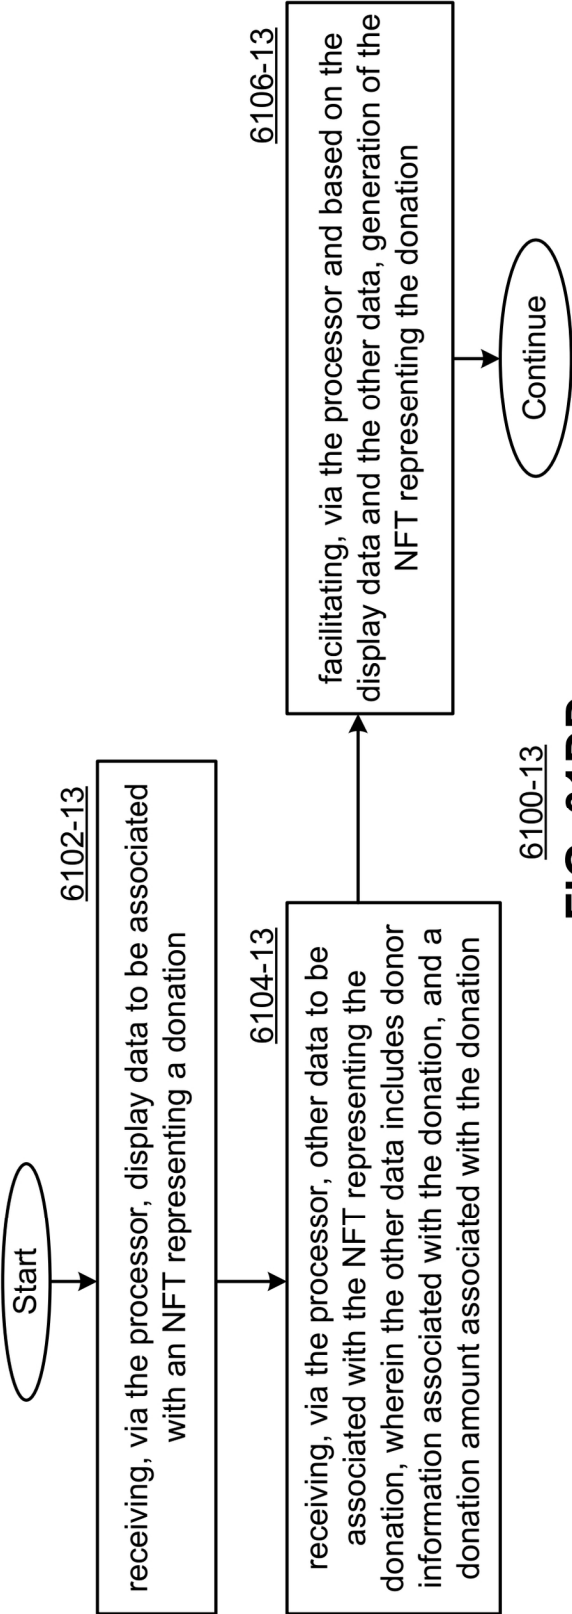 Start
6102-13
receiving, via the processor, display data to be associated
with an NFT representing a donation
6104-13
receiving, via the processor, other data to be
associated with the NFT representing the
donation, wherein the other data includes donor
information associated with the donation, and a
donation amount associated with the donation
6106-13
facilitating, via the processor and based on the
display data and the other data, generation of the
NFT representing the donation
Continue
6100-13